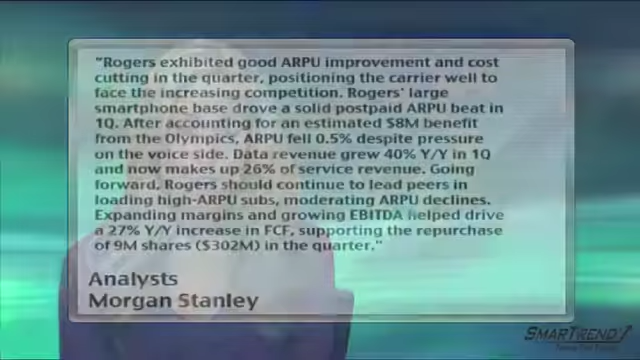 "Rogers exhibited good ARPU improvement and cost
cutting in the quarter, positioning the carrier well to
face the increasing competition. Rogers' large
smartphone base drove a solid postpaid ARPU beat in
1Q. After accounting for an estimated $8M benefit
from the Olympics, ARPU fell 0.5% despite pressure
on the voice side. Data revenue grew 40% Y/Y in 1Q
and now makes up 26% of service revenue. Going
forward, Rogers should continue to lead peers in
loading high-ARPU subs, moderating ARPU declines.
Expanding margins and growing EBITDA helped drive
a 27% Y/Y increase in FCF, supporting the repurchase
of 9M shares ($302M) in the quarter."
Analysts
Morgan Stanley
SMARTREND